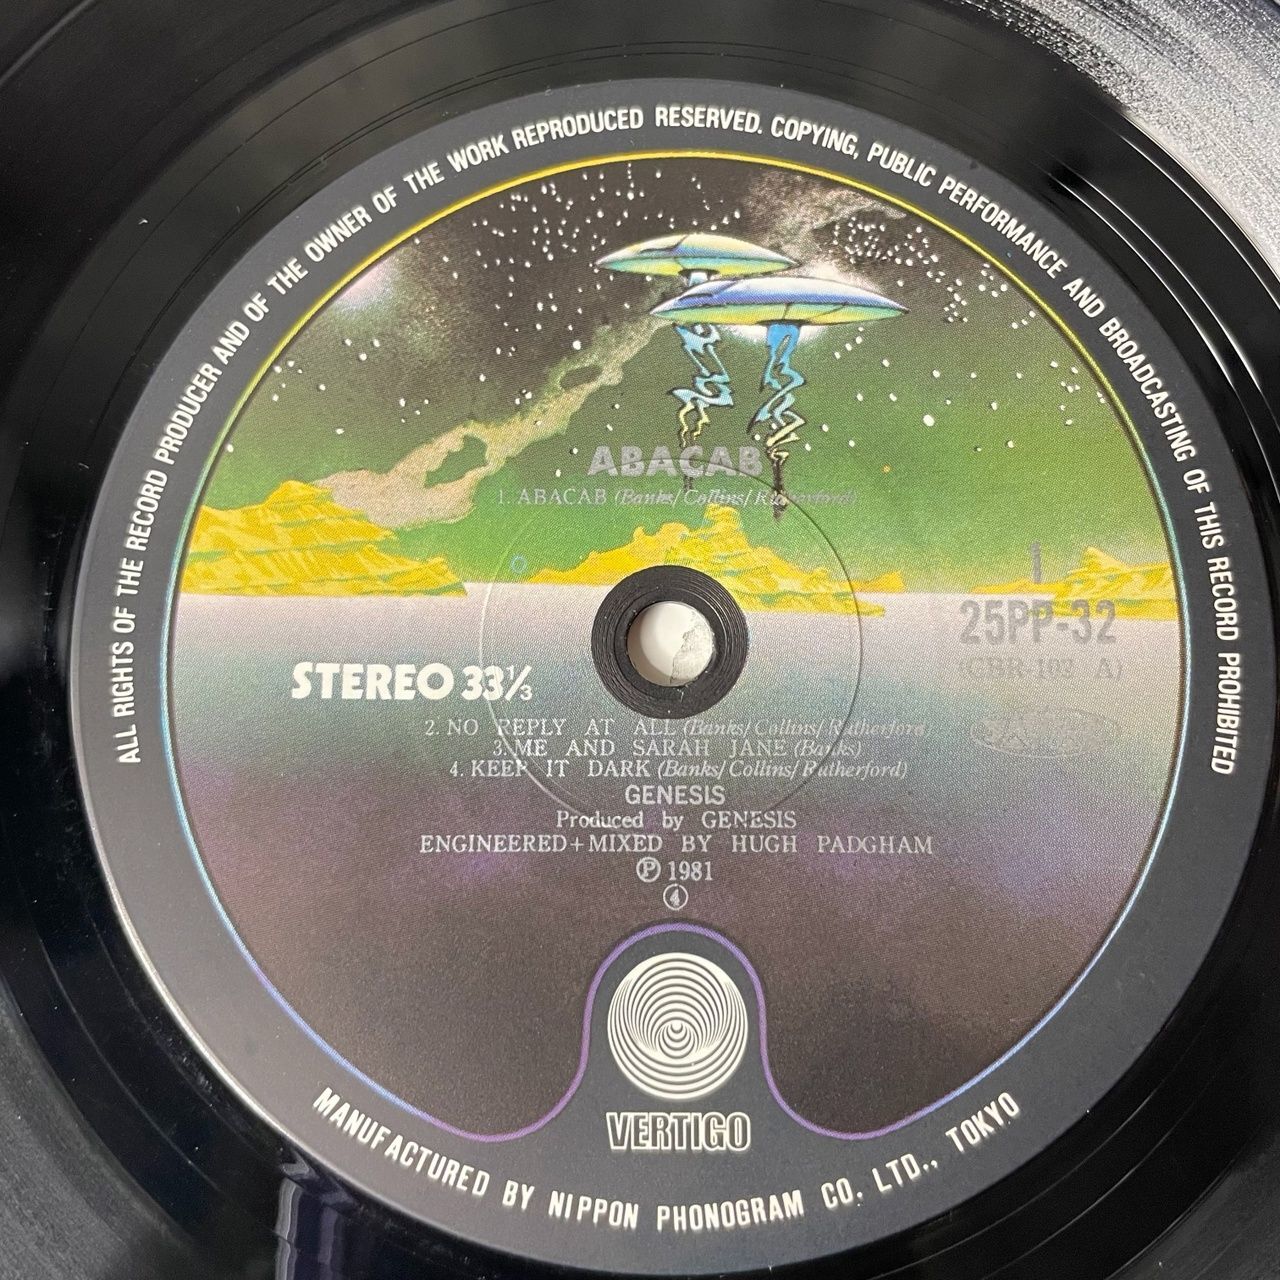 ALL RIGHTS OF THE RECORD PRODUCER AND OF THE OWNER OF THE WORK REPRODUCED RESERVED. COPYING, PUBLIC PERFORMANCE AND BROADCASTING OF THIS RECORD PROHIBITED
ABACAB
1. ABACAB (Banks/Collins/Rutherford)
1
25PP-32
STEREO 33⅓
2. NO REPLY AT ALL (Banks/Collins/Rutherford)
3. ME AND SARAH JANE (Banks)
4. KEEP IT DARK (Banks/Collins/Rutherford)
GENESIS
Produced by GENESIS
ENGINEERED+MIXED BY HUGH PADGHAM
Ⓟ 1981
④
VERTIGO
MANUFACTURED BY NIPPON PHONOGRAM CO. LTD., TOKYO